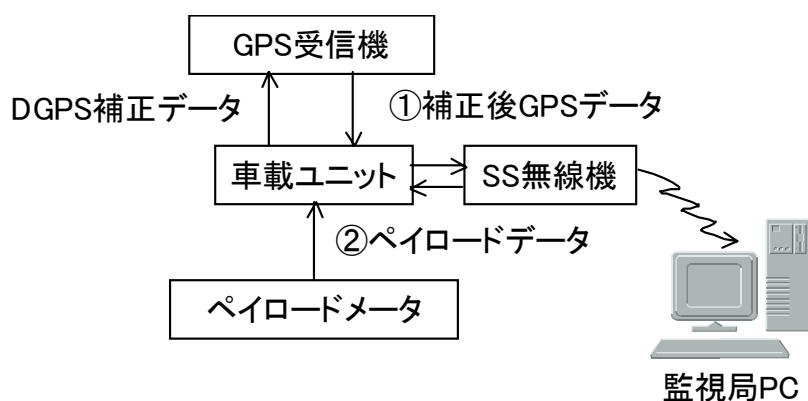 GPS受信機
DGPS補正データ
①補正後GPSデータ
車載ユニット
SS無線機
②ペイロードデータ
ペイロードメータ
監視局PC